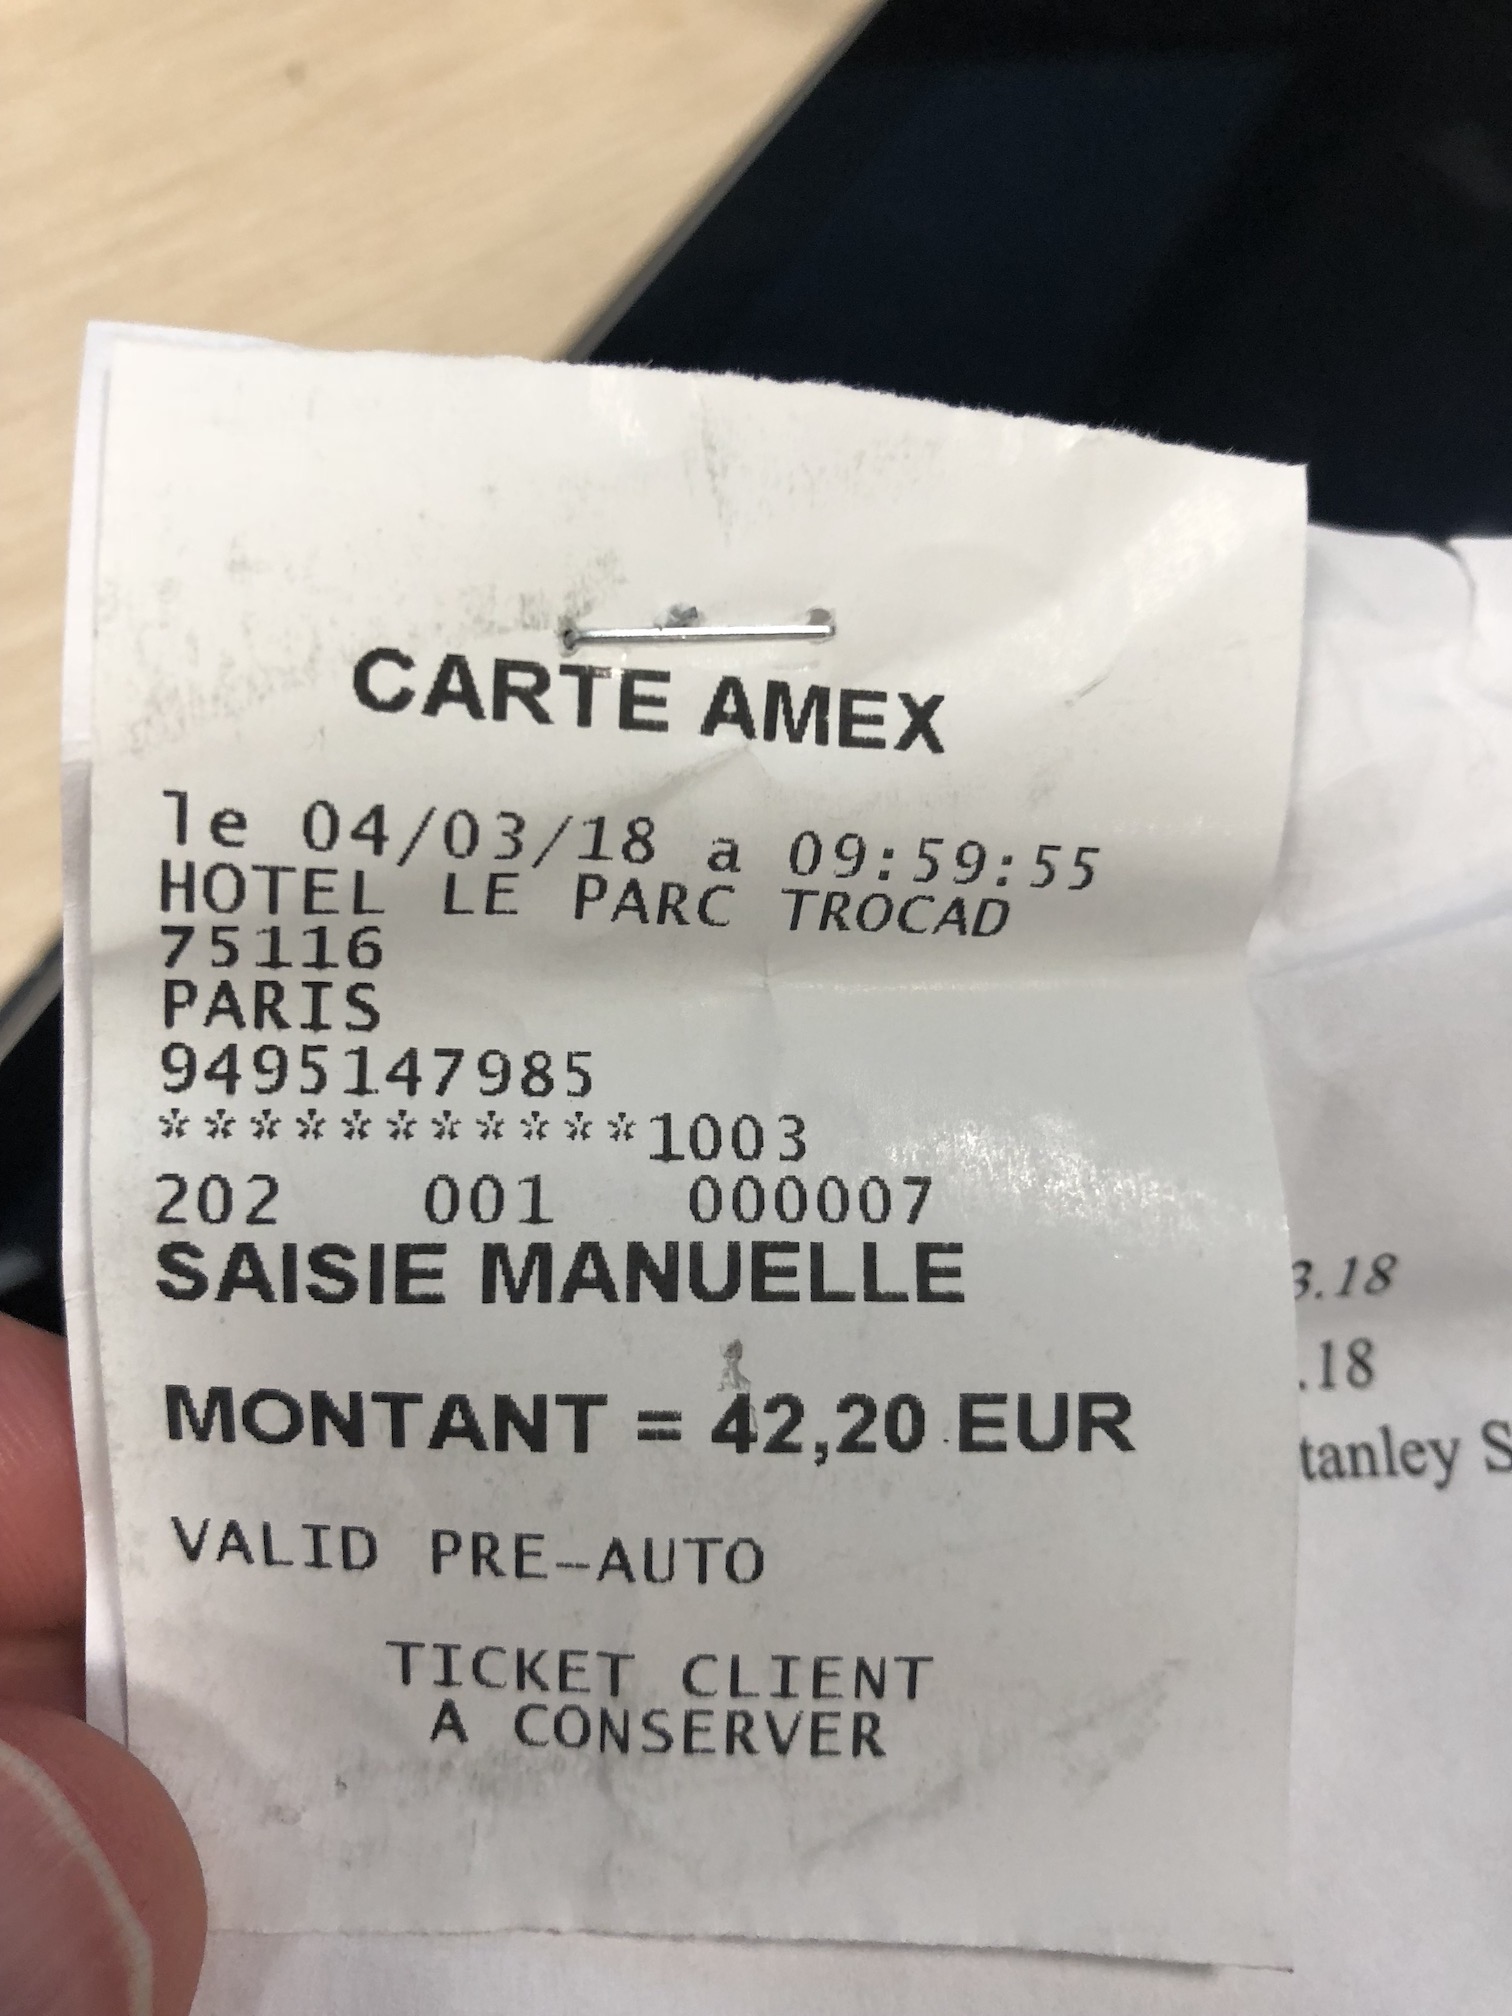 CARTE AMEX
le 04/03/18 a 09:59:55
HOTEL LE PARC TROCAD
75116
PARIS
9495147985
***********1003
202 001 000007
SAISIE MANUELLE
MONTANT = 42,20 EUR
VALID PRE-AUTO
TICKET CLIENT
A CONSERVER
3.18
.18
tanley S